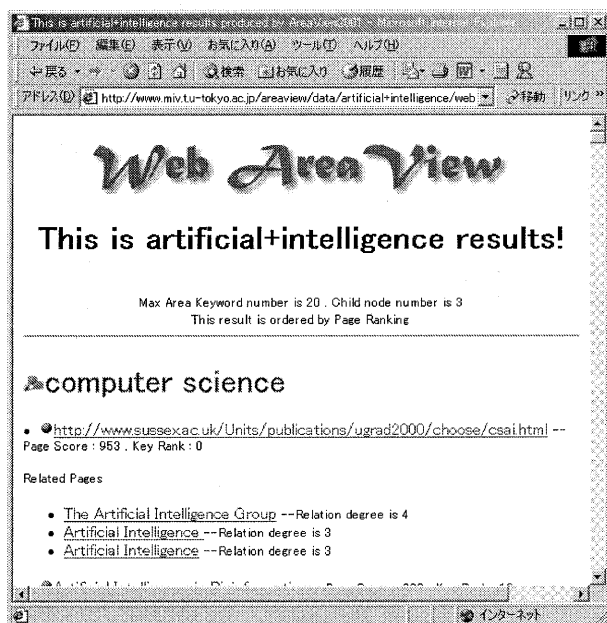 This is artificial+intelligence results produced by AreaView2001 - Microsoft Internet Explorer
ファイル(F) 編集(E) 表示(V) お気に入り(A) ツール(T) ヘルプ(H)
戻る 検索 お気に入り 履歴
アドレス(D) http://www.miv.t.u-tokyo.ac.jp/areaview/data/artificial+intelligence/web 移動 リンク »
Web AreaView
This is artificial+intelligence results!
Max Area Keyword number is 20 . Child node number is 3
This result is ordered by Page Ranking
computer science
• http://www.sussex.ac.uk/Units/publications/ugrad2000/choose/csai.html --
Page Score : 953 , Key Rank : 0
Related Pages
• The Artificial Intelligence Group --Relation degree is 4
• Artificial Intelligence --Relation degree is 3
• Artificial Intelligence --Relation degree is 3
インターネット